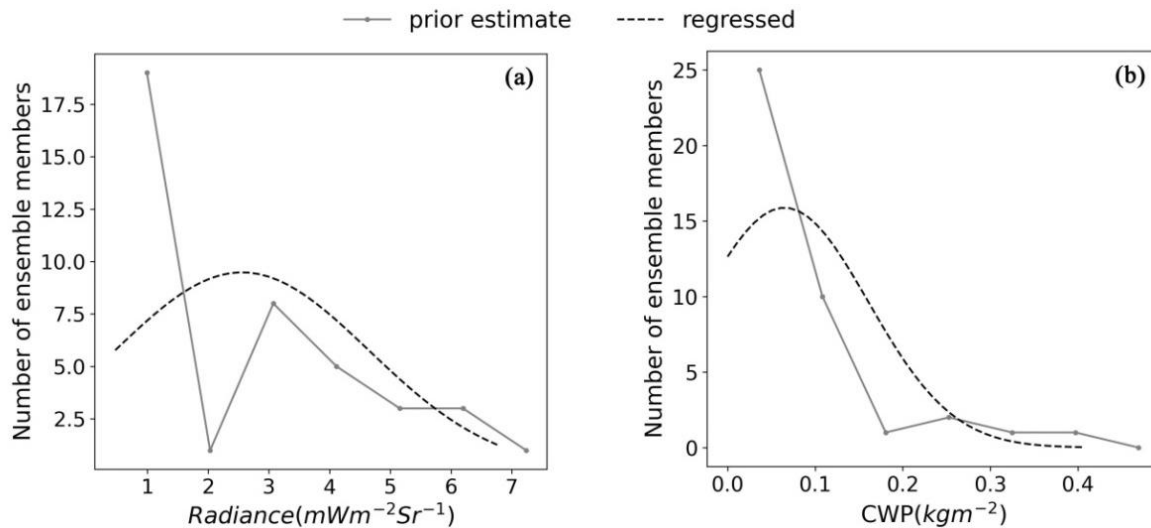 prior estimate regressed
(a)
Number of ensemble members
17.5
15.0
12.5
10.0
7.5
5.0
2.5
1 2 3 4 5 6 7
Radiance(mWm⁻²Sr⁻¹)
(b)
Number of ensemble members
25
20
15
10
5
0
0.0 0.1 0.2 0.3 0.4
CWP(kgm⁻²)